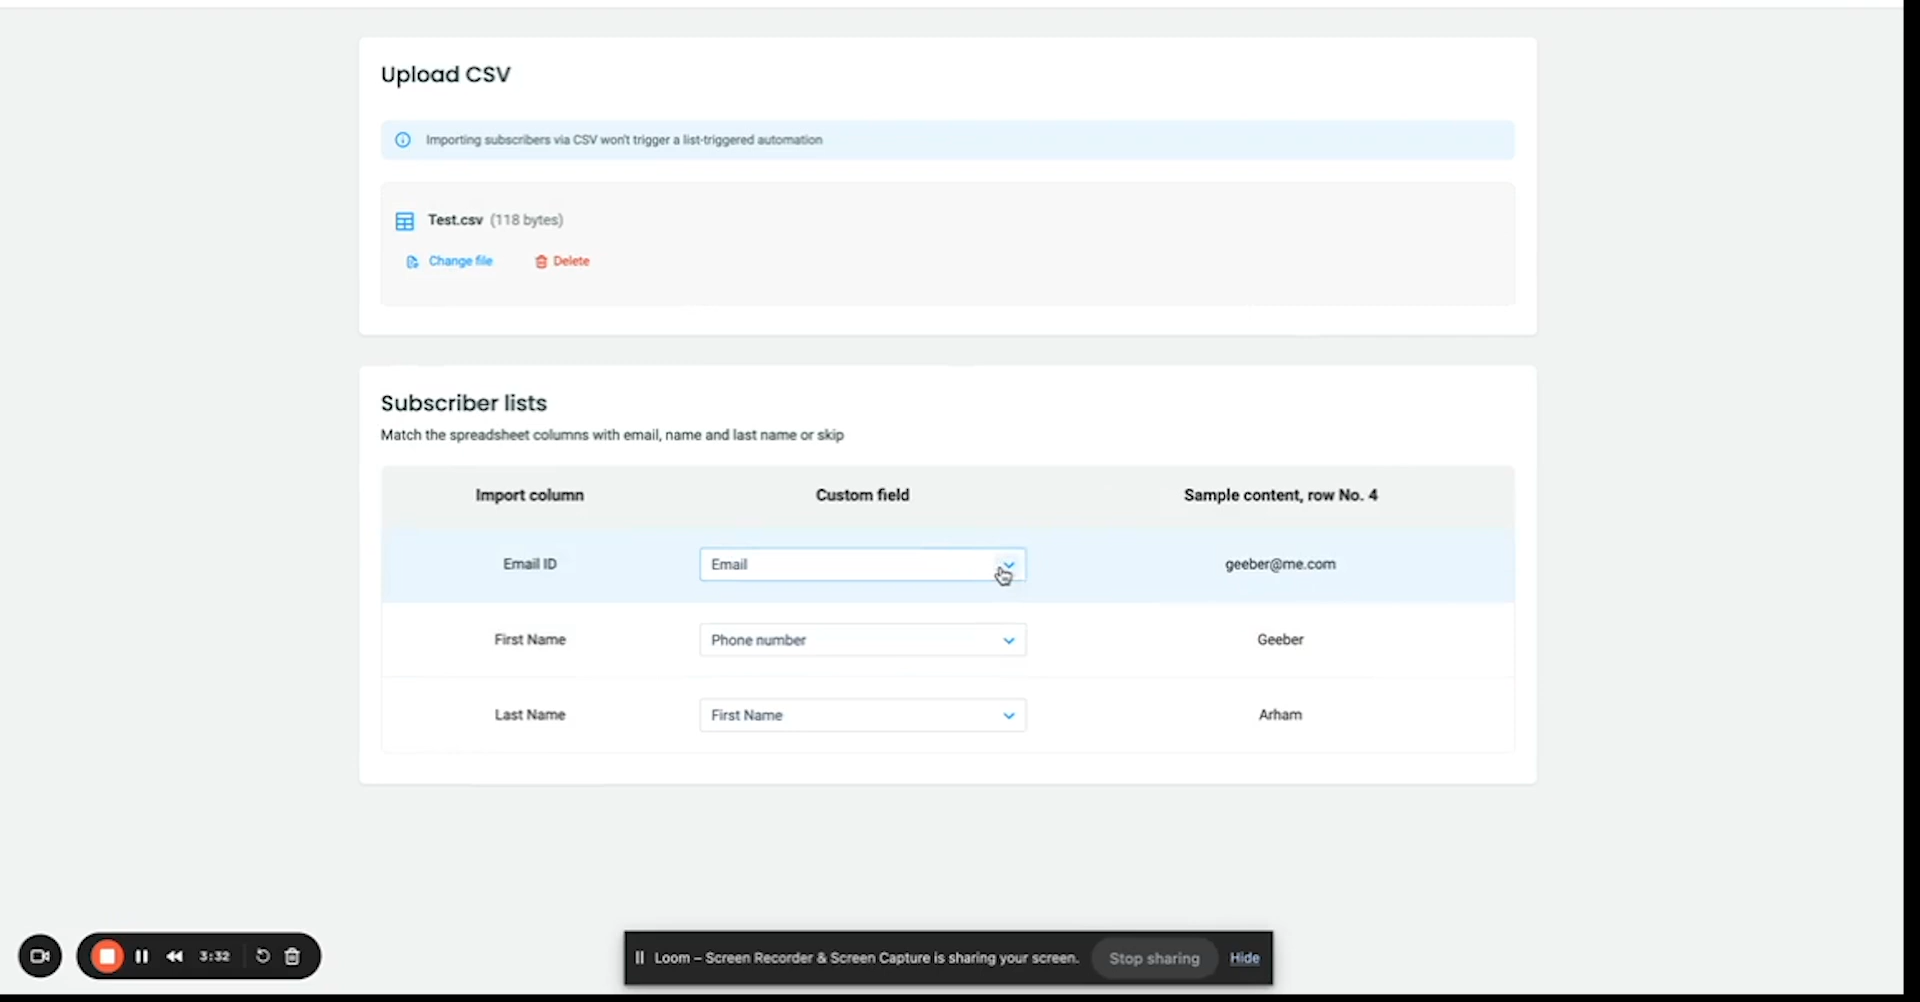 Upload CSV
Importing subscribers via CSV won't trigger a list-triggered automation
Test.csv (118 bytes)
Change file Delete
Subscriber lists
Match the spreadsheet columns with email, name and last name or skip
Import column Custom field Sample content, row No. 4
Email ID Email geeber@me.com
First Name Phone number Geeber
Last Name First Name Arham
3:32
Loom – Screen Recorder & Screen Capture is sharing your screen. Stop sharing Hide